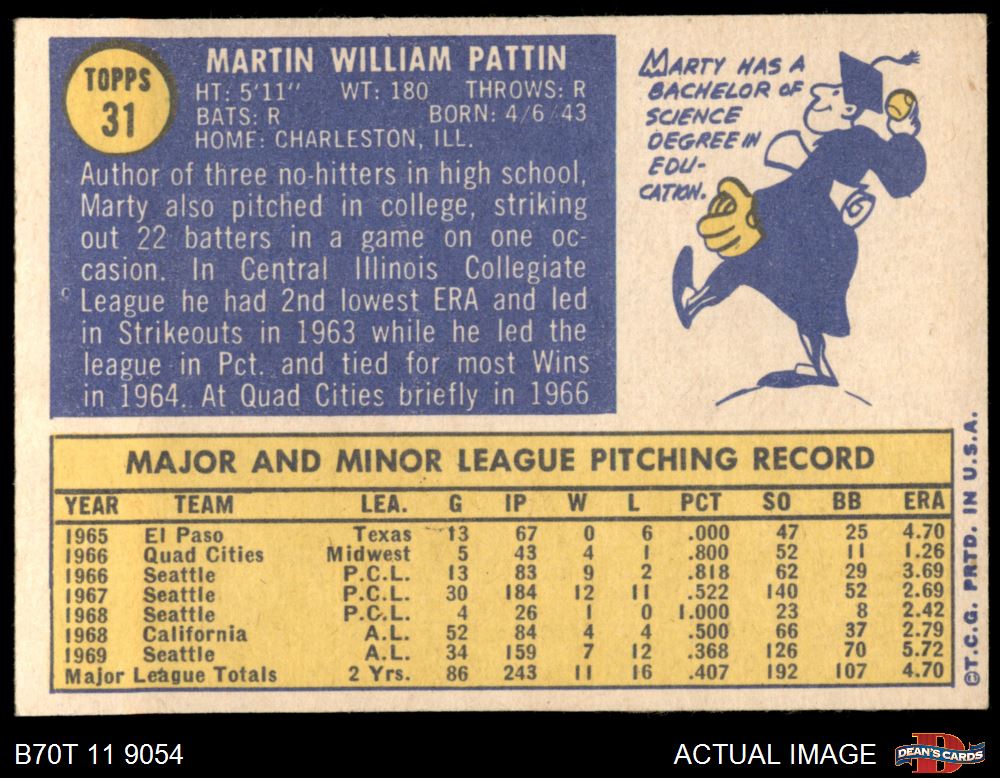 TOPPS
31
MARTIN WILLIAM PATTIN
HT: 5'11" WT: 180 THROWS: R
BATS: R BORN: 4/6/43
HOME: CHARLESTON, ILL.
Author of three no-hitters in high school,
Marty also pitched in college, striking
out 22 batters in a game on one oc-
casion. In Central Illinois Collegiate
League he had 2nd lowest ERA and led
in Strikeouts in 1963 while he led the
league in Pct. and tied for most Wins
in 1964. At Quad Cities briefly in 1966
MARTY HAS A
BACHELOR OF
SCIENCE
DEGREE IN
EDU-
CATION.
MAJOR AND MINOR LEAGUE PITCHING RECORD
YEAR TEAM LEA. G IP W L PCT SO BB ERA
1965 El Paso Texas 13 67 0 6 .000 47 25 4.70
1966 Quad Cities Midwest 5 43 4 1 .800 52 11 1.26
1966 Seattle P.C.L. 13 83 9 2 .818 62 29 3.69
1967 Seattle P.C.L. 30 184 12 11 .522 140 52 2.69
1968 Seattle P.C.L. 4 26 1 0 1.000 23 8 2.42
1968 California A.L. 52 84 4 4 .500 66 37 2.79
1969 Seattle A.L. 34 159 7 12 .368 126 70 5.72
Major League Totals 2 Yrs. 86 243 11 16 .407 192 107 4.70
©T.C.G. PRTD. IN U.S.A.
B70T 11 9054
ACTUAL IMAGE
DEAN'S CARDS